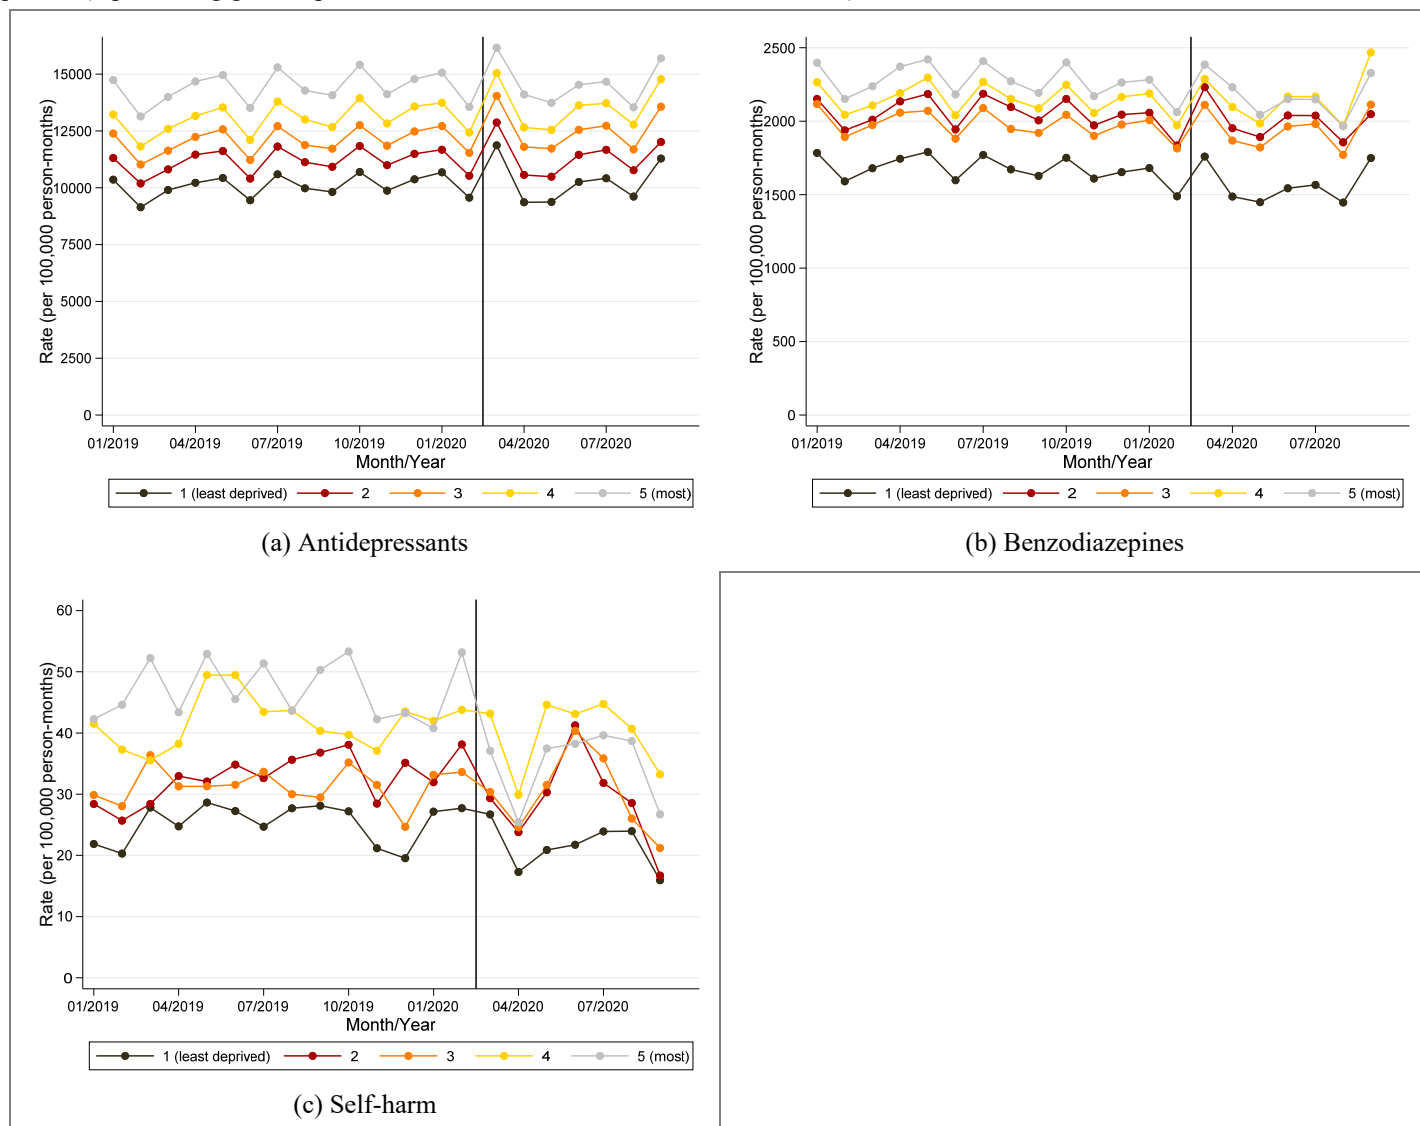 15000
12500
10000
7500
5000
2500
0
Rate (per 100,000 person-months)
01/2019 04/2019 07/2019 10/2019 01/2020 04/2020 07/2020
Month/Year
1 (least deprived) 2 3 4 5 (most)
(a) Antidepressants
2500
2000
1500
1000
500
0
Rate (per 100,000 person-months)
01/2019 04/2019 07/2019 10/2019 01/2020 04/2020 07/2020
Month/Year
1 (least deprived) 2 3 4 5 (most)
(b) Benzodiazepines
60
50
40
30
20
10
0
Rate (per 100,000 person-months)
01/2019 04/2019 07/2019 10/2019 01/2020 04/2020 07/2020
Month/Year
1 (least deprived) 2 3 4 5 (most)
(c) Self-harm